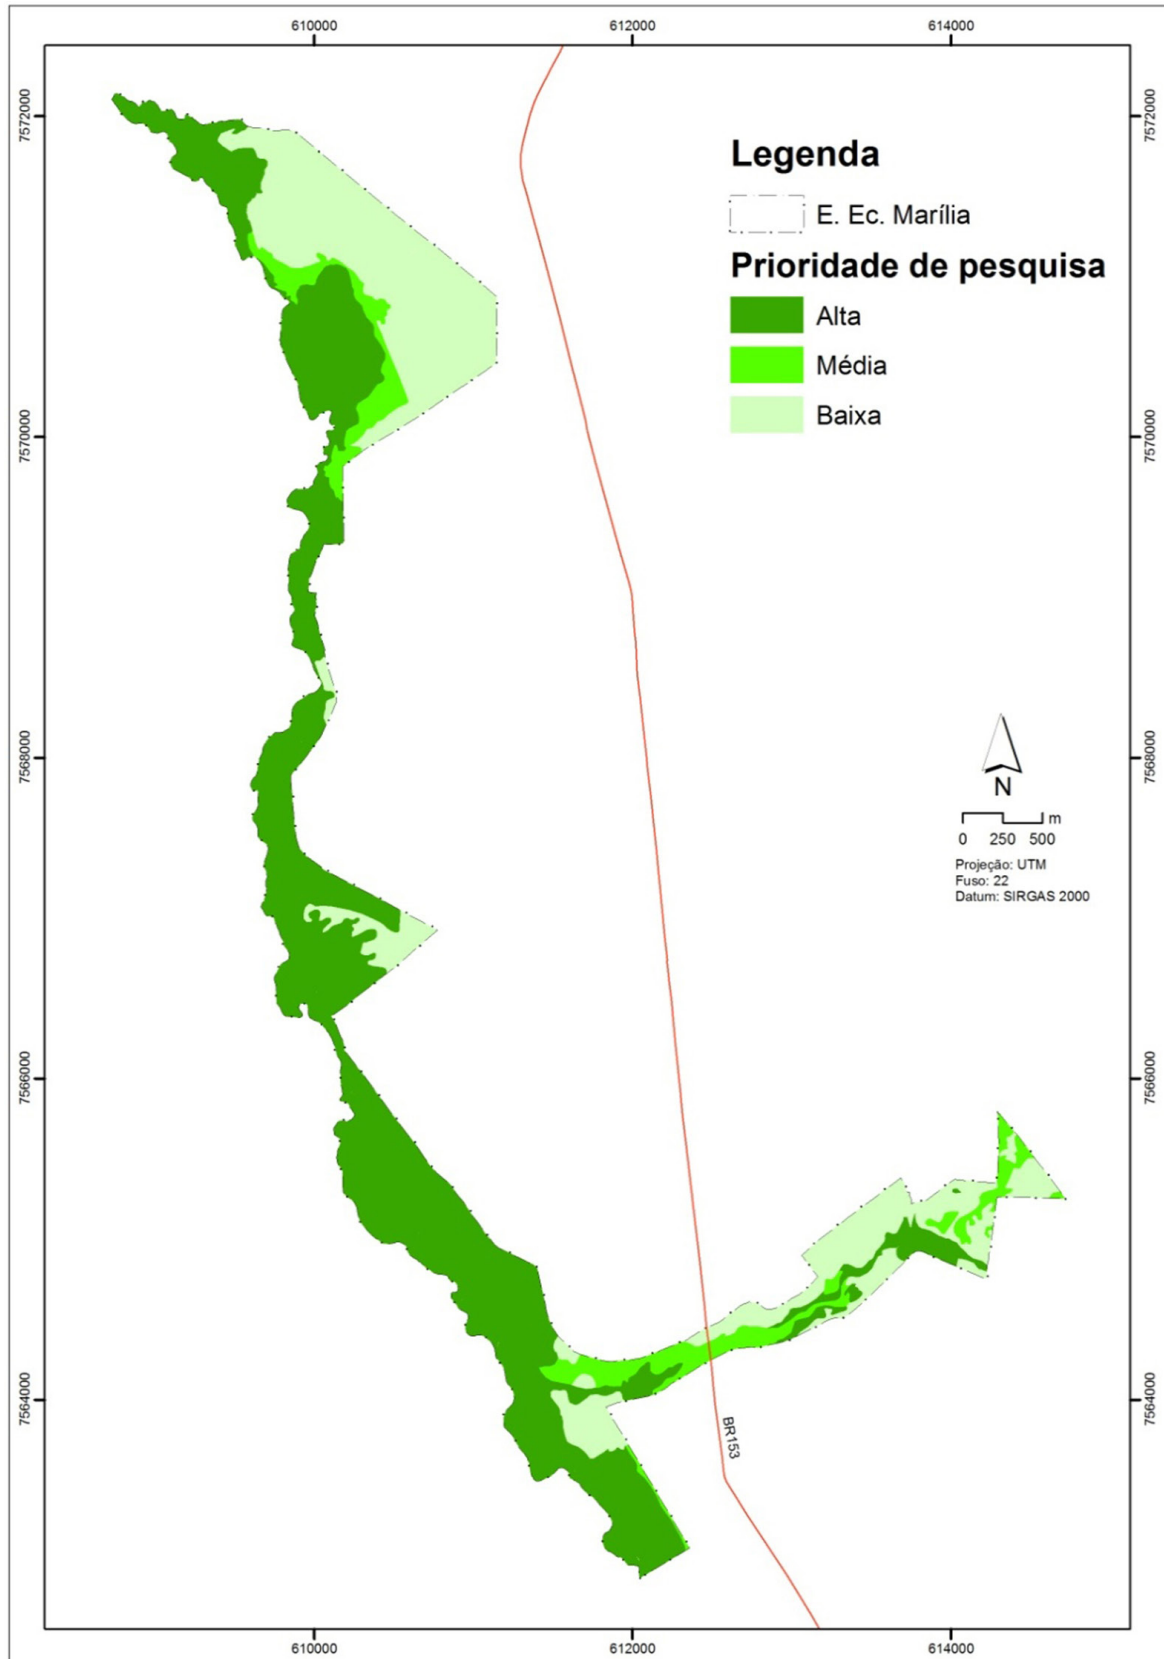 610000 612000 614000
7572000 7572000
Legenda
E. Ec. Marília
Prioridade de pesquisa
Alta
Média
Baixa
7570000 7570000
7568000 7568000
N
m
0 250 500
Projeção: UTM
Fuso: 22
Datum: SIRGAS 2000
7566000 7566000
7564000 7564000
BR153
610000 612000 614000